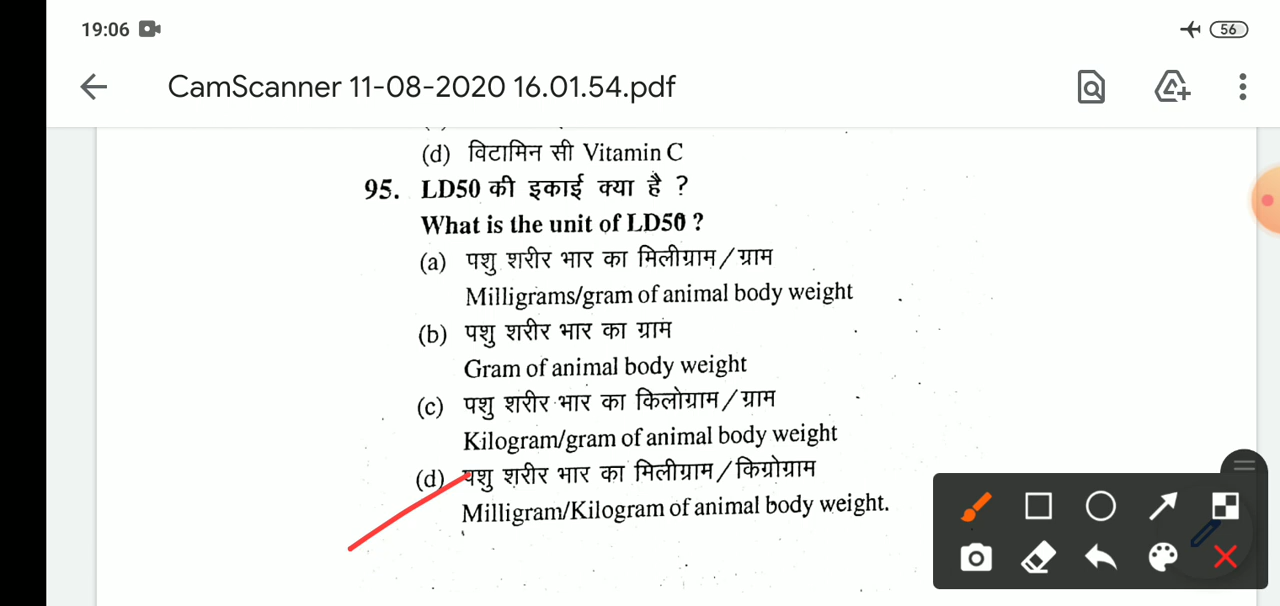 19:06
56
CamScanner 11-08-2020 16.01.54.pdf
(d) विटामिन सी Vitamin C
95. LD50 की इकाई क्या है ?
What is the unit of LD50 ?
(a) पशु शरीर भार का मिलीग्राम/ग्राम
Milligrams/gram of animal body weight
(b) पशु शरीर भार का ग्राम
Gram of animal body weight
(c) पशु शरीर भार का किलोग्राम/ग्राम
Kilogram/gram of animal body weight
(d) पशु शरीर भार का मिलीग्राम/किग्रोग्राम
Milligram/Kilogram of animal body weight.